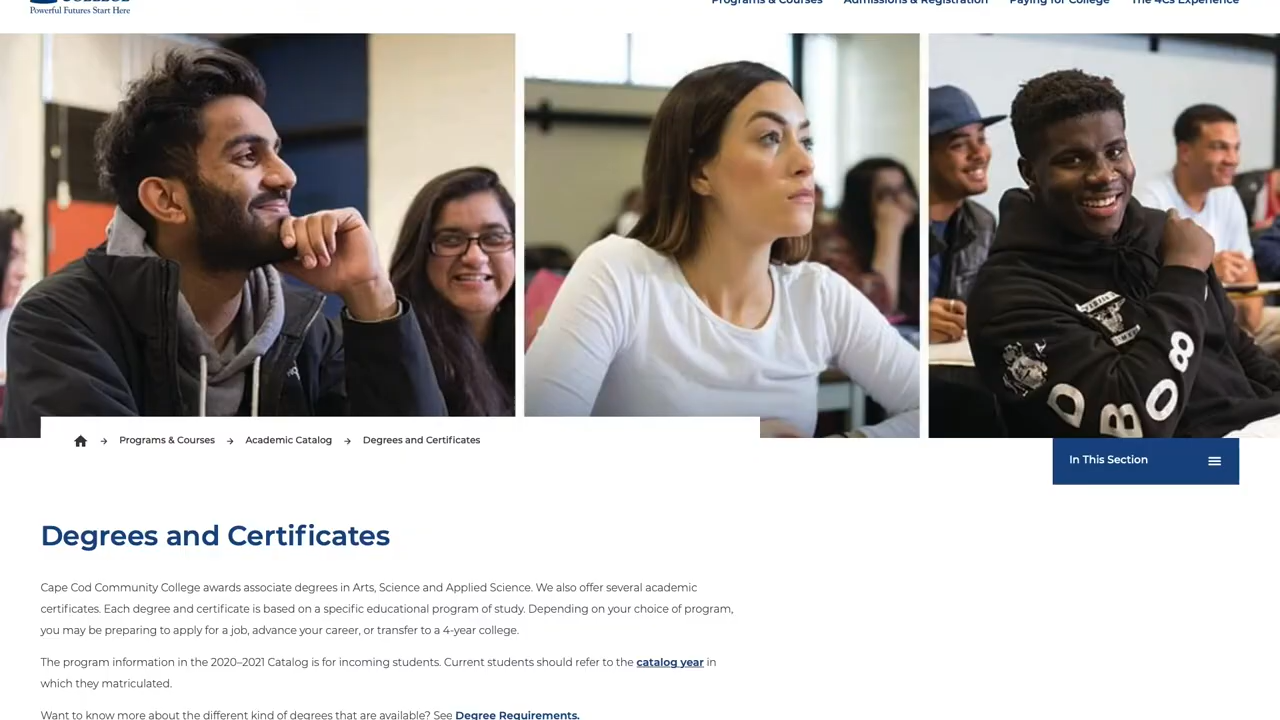 COLLEGE
Powerful Futures Start Here
Programs & Courses Admissions & Registration Paying for College The 4Cs Experience
D BO8
Programs & Courses → Academic Catalog → Degrees and Certificates
In This Section
Degrees and Certificates
Cape Cod Community College awards associate degrees in Arts, Science and Applied Science. We also offer several academic
certificates. Each degree and certificate is based on a specific educational program of study. Depending on your choice of program,
you may be preparing to apply for a job, advance your career, or transfer to a 4-year college.
The program information in the 2020–2021 Catalog is for incoming students. Current students should refer to the catalog year in
which they matriculated.
Want to know more about the different kind of degrees that are available? See Degree Requirements.